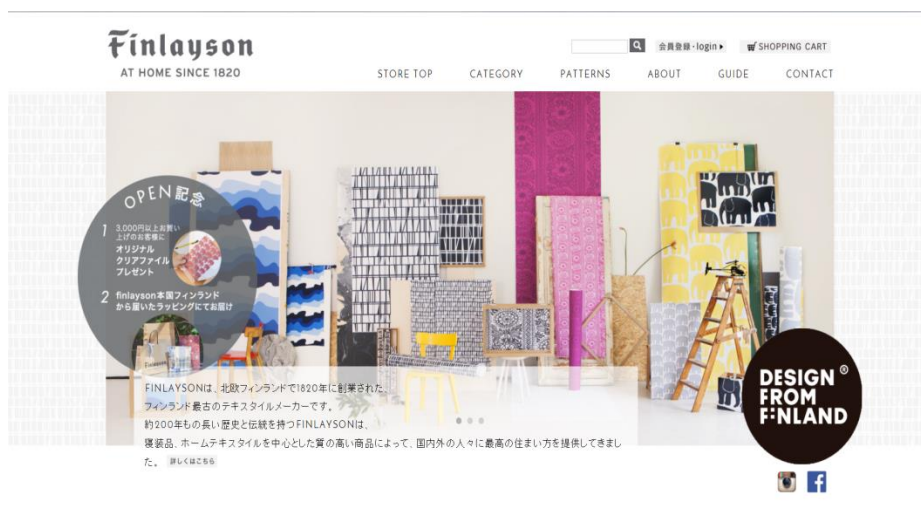 Finlayson
AT HOME SINCE 1820
会員登録・login
SHOPPING CART
STORE TOP CATEGORY PATTERNS ABOUT GUIDE CONTACT
OPEN記念
1 3,000円以上お買い
上げのお客様に
オリジナル
クリアファイル
プレゼント
2 finlayson本国フィンランド
から届いたラッピングにてお届け
FINLAYSONは、北欧フィンランドで1820年に創業された
フィンランド最古のテキスタイルメーカーです。
約200年もの長い歴史と伝統を持つFINLAYSONは、
寝装品、ホームテキスタイルを中心とした質の高い商品によって、国内外の人々に最高の住まい方を提供してきまし
た。 詳しくはこちら
DESIGN ®
FROM
FINLAND